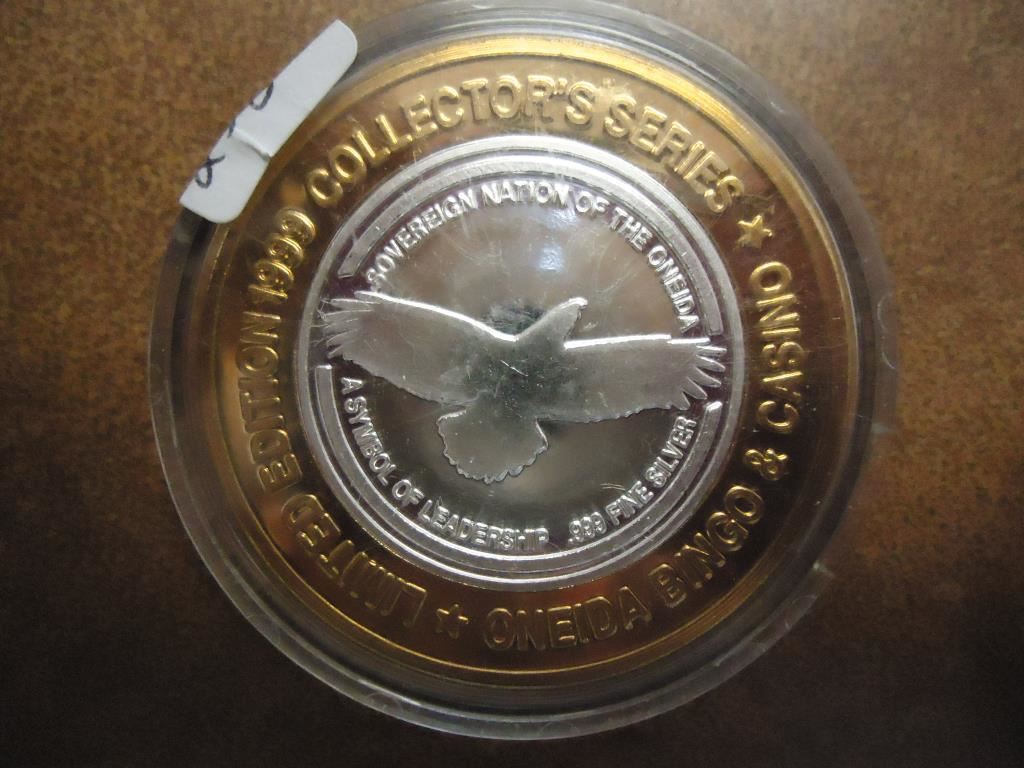 LIMITED EDITION 1999 COLLECTOR'S SERIES
★ ONEIDA BINGO & CASINO ★
SOVEREIGN NATION OF THE ONEIDA
A SYMBOL OF LEADERSHIP .999 FINE SILVER